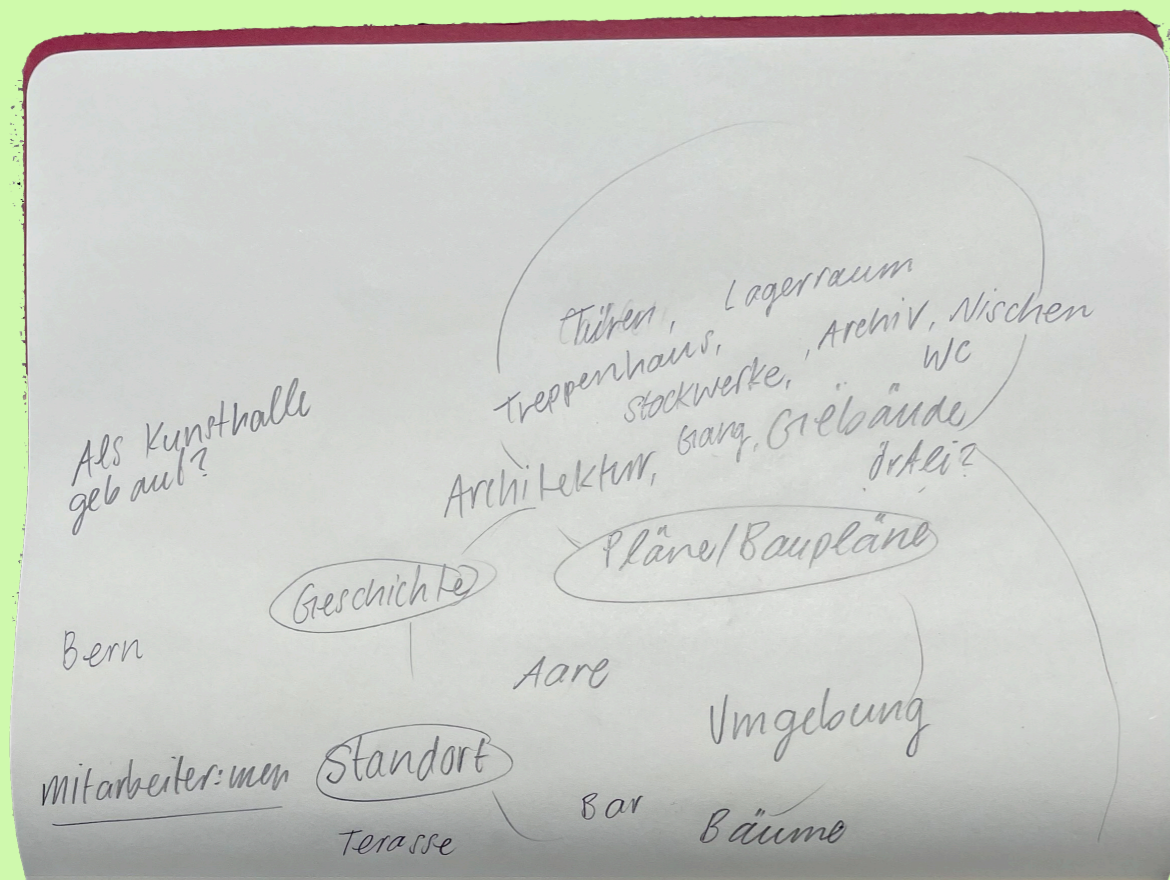 Türen, Lagerraum
Treppenhaus,
Stockwerke, , Archiv, Nischen
WC
Als Kunsthalle
gebaut?
Architektur, Gang, Gebäude
Pläne/Baupläne
Geschichte
Bern
Aare
Umgebung
Standort
Mitarbeiter:innen
Bar
Bäume
Terasse